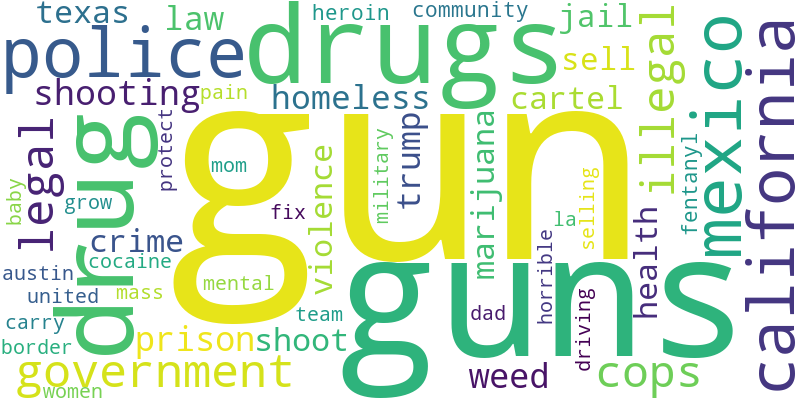 texas
law
heroin
community
jail
police
drugs
sell
shooting
pain
homeless
cartel
illegal
mexico
california
legal
drug
protect
gun
mom
military
trump
marijuana
fentanyl
baby
grow
fix
violence
selling
la
crime
cocaine
austin
mental
health
horrible
united
mass
guns
carry
team
dad
driving
border
prison
shoot
government
women
weed
cops